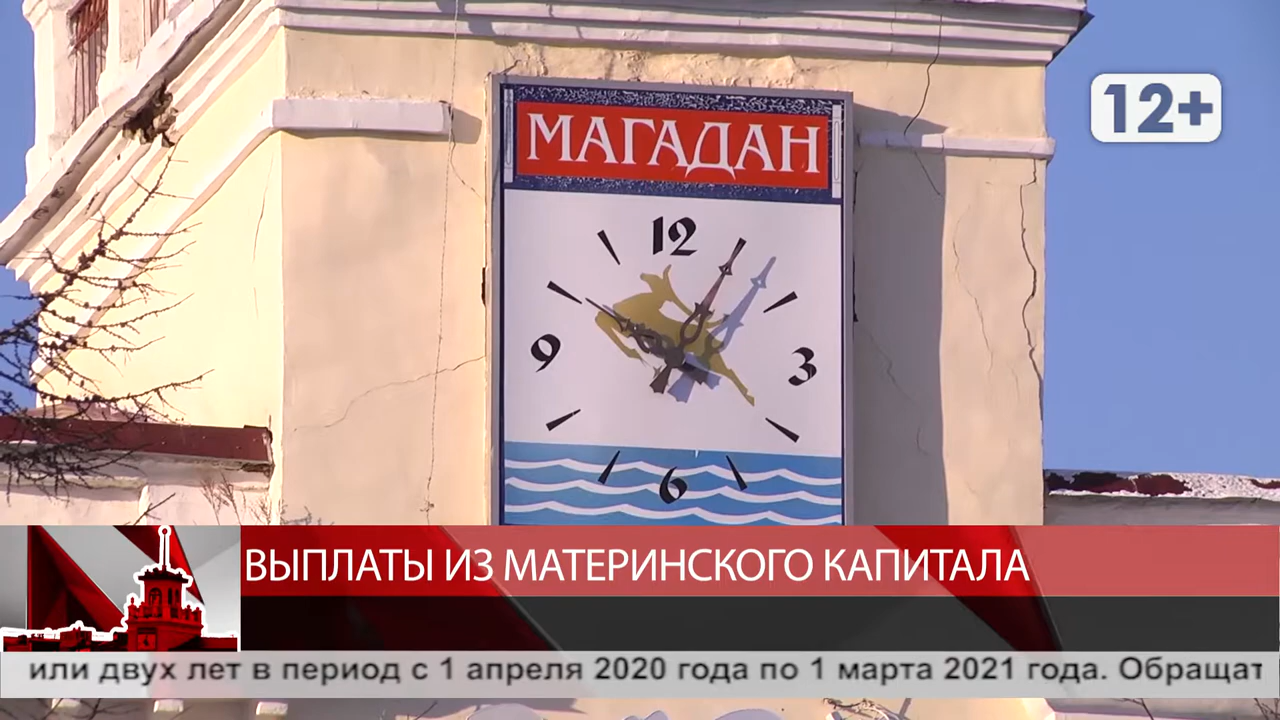 МАГАДАН
12+
12
9
3
6
ВЫПЛАТЫ ИЗ МАТЕРИНСКОГО КАПИТАЛА
или двух лет в период с 1 апреля 2020 года по 1 марта 2021 года. Обращат